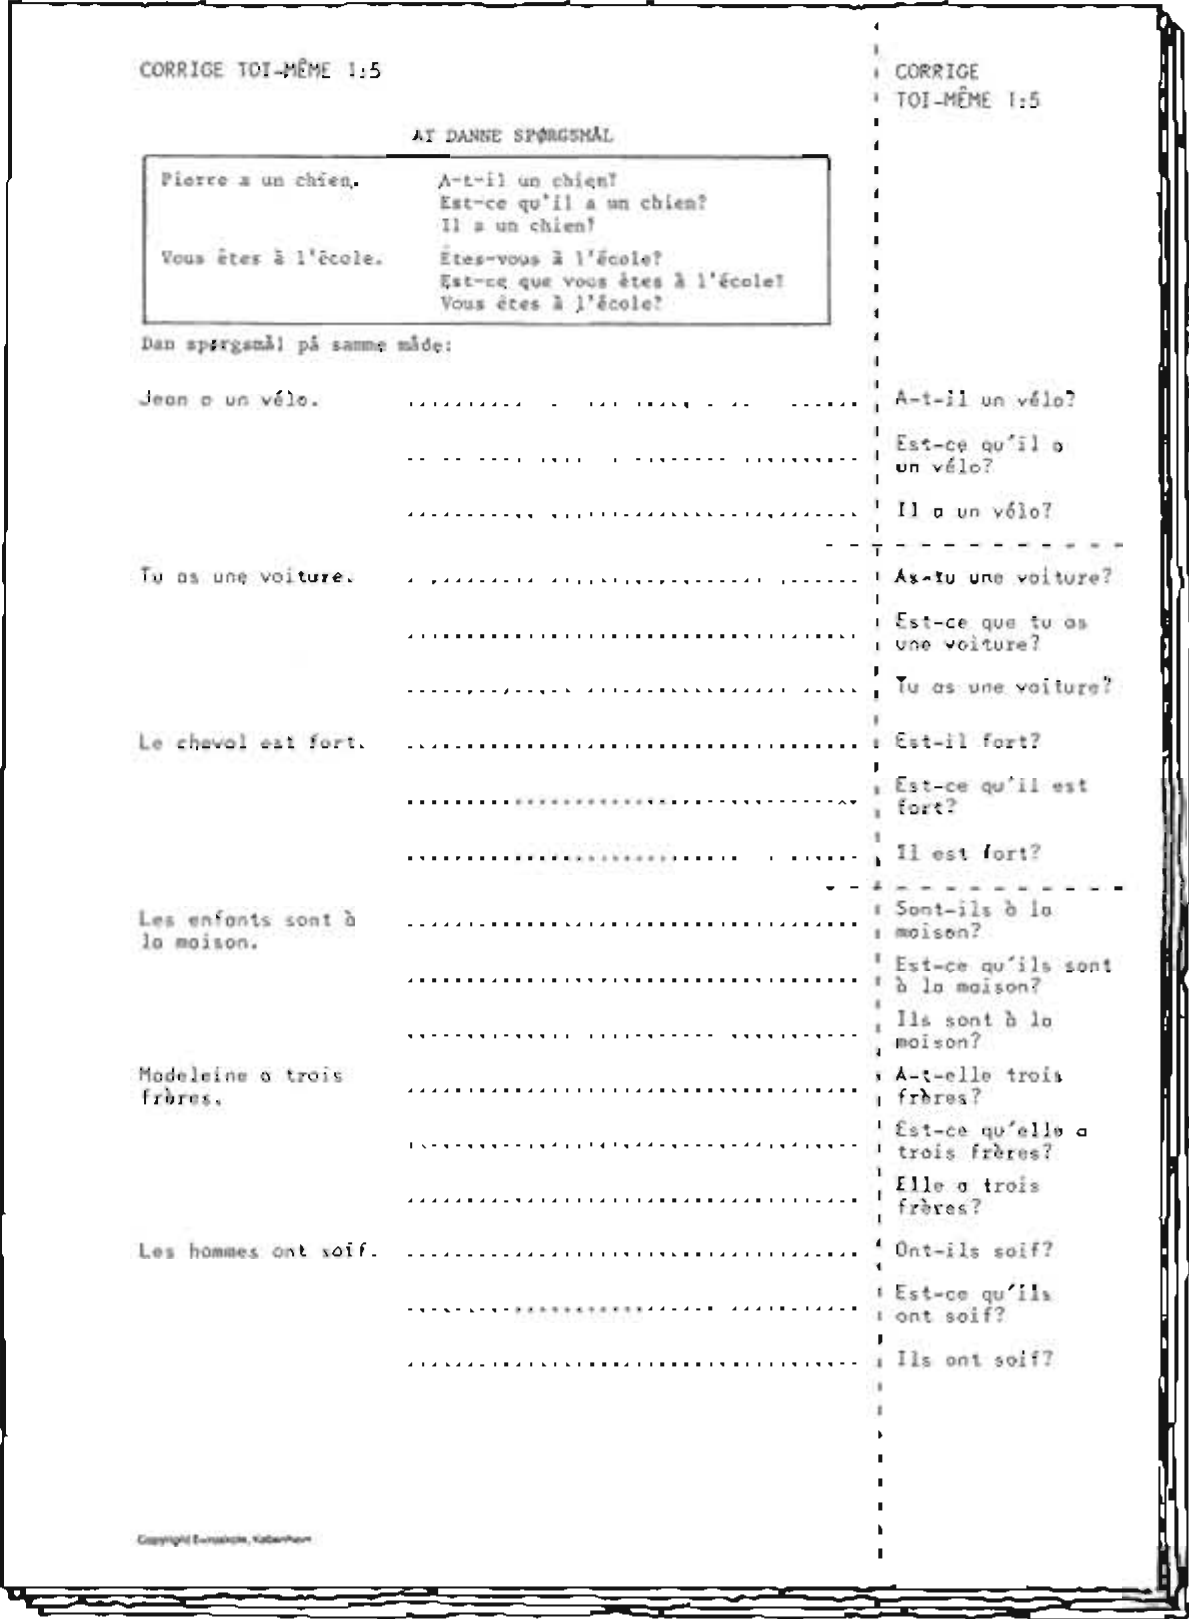 CORRIGE TOI-MÊME 1:5
CORRIGE
TOI-MÊME 1:5
AT DANNE SPØRGSMÅL
Pierre a un chien. A-t-il un chien?
Est-ce qu'il a un chien?
Il a un chien?
Vous êtes à l'école. Êtes-vous à l'école?
Est-ce que vous êtes à l'école?
Vous êtes à l'école?
Dan spørgsmål på samme måde:
Jean a un vélo. A-t-il un vélo?
Est-ce qu'il a
un vélo?
Il a un vélo?
Tu as une voiture. As-tu une voiture?
Est-ce que tu as
une voiture?
Tu as une voiture?
Le cheval est fort. Est-il fort?
Est-ce qu'il est
fort?
Il est fort?
Les enfants sont à
la maison.
Sont-ils à la
maison?
Est-ce qu'ils sont
à la maison?
Ils sont à la
maison?
Madeleine a trois
frères.
A-t-elle trois
frères?
Est-ce qu'elle a
trois frères?
Elle a trois
frères?
Les hommes ont soif. Ont-ils soif?
Est-ce qu'ils
ont soif?
Ils ont soif?
Copyright Euroskole, København